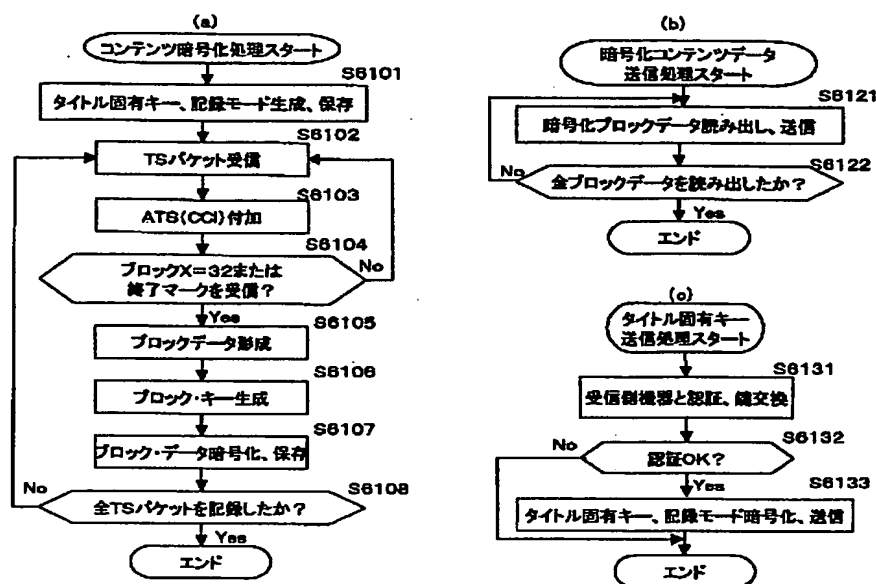 (a)
コンテンツ暗号化処理スタート
S6101
タイトル固有キー、記録モード生成、保存
S6102
TSパケット受信
S6103
ATS(CCI)付加
S6104
ブロックX=32または
終了マークを受信?
No
Yes
S6105
ブロックデータ形成
S6106
ブロック・キー生成
S6107
ブロック・データ暗号化、保存
S6108
No
全TSパケットを記録したか?
Yes
エンド
(b)
暗号化コンテンツデータ
送信処理スタート
S6121
暗号化ブロックデータ読み出し、送信
S6122
No
全ブロックデータを読み出したか?
Yes
エンド
(c)
タイトル固有キー
送信処理スタート
S6131
受信側機器と認証、鍵交換
S6132
No
認証OK?
Yes
S6133
タイトル固有キー、記録モード暗号化、送信
エンド